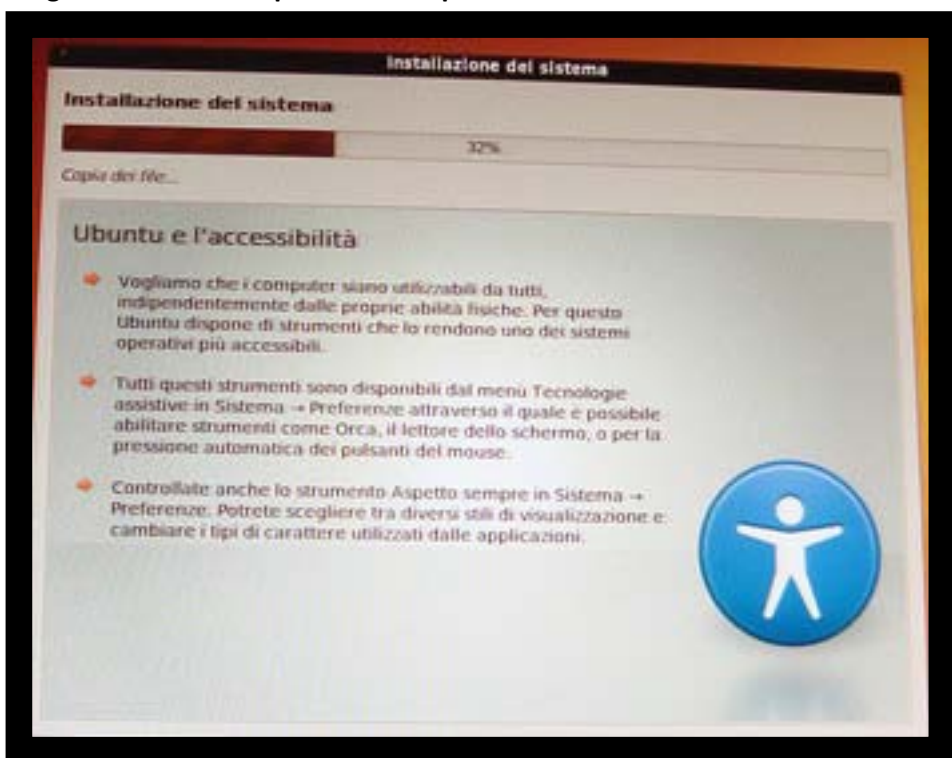 Installazione del sistema
Installazione del sistema
32%
Copia dei file...
Ubuntu e l'accessibilità
Vogliamo che i computer siano utilizzabili da tutti,
indipendentemente dalle proprie abilità fisiche. Per questo
Ubuntu dispone di strumenti che lo rendono uno dei sistemi
operativi più accessibili.
Tutti questi strumenti sono disponibili dal menù Tecnologie
assistive in Sistema → Preferenze attraverso il quale è possibile
abilitare strumenti come Orca, il lettore dello schermo, o per la
pressione automatica dei pulsanti del mouse.
Controllate anche lo strumento Aspetto sempre in Sistema →
Preferenze. Potrete scegliere tra diversi stili di visualizzazione e
cambiare i tipi di carattere utilizzati dalle applicazioni.